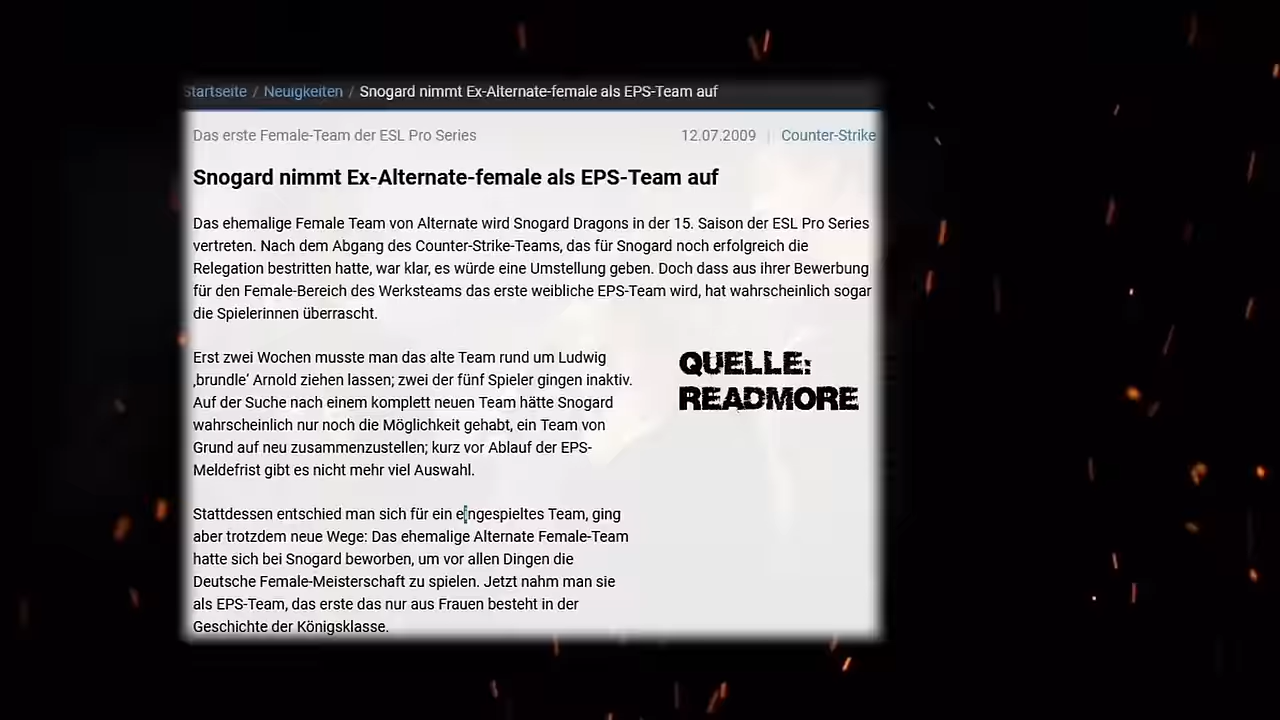 Startseite / Neuigkeiten / Snogard nimmt Ex-Alternate-female als EPS-Team auf
Das erste Female-Team der ESL Pro Series 12.07.2009 | Counter-Strike
Snogard nimmt Ex-Alternate-female als EPS-Team auf
Das ehemalige Female Team von Alternate wird Snogard Dragons in der 15. Saison der ESL Pro Series
vertreten. Nach dem Abgang des Counter-Strike-Teams, das für Snogard noch erfolgreich die
Relegation bestritten hatte, war klar, es würde eine Umstellung geben. Doch dass aus ihrer Bewerbung
für den Female-Bereich des Werksteams das erste weibliche EPS-Team wird, hat wahrscheinlich sogar
die Spielerinnen überrascht.
Erst zwei Wochen musste man das alte Team rund um Ludwig
‚brundle‘ Arnold ziehen lassen; zwei der fünf Spieler gingen inaktiv.
Auf der Suche nach einem komplett neuen Team hätte Snogard
wahrscheinlich nur noch die Möglichkeit gehabt, ein Team von
Grund auf neu zusammenzustellen; kurz vor Ablauf der EPS-
Meldefrist gibt es nicht mehr viel Auswahl.
Stattdessen entschied man sich für ein eingespieltes Team, ging
aber trotzdem neue Wege: Das ehemalige Alternate Female-Team
hatte sich bei Snogard beworben, um vor allen Dingen die
Deutsche Female-Meisterschaft zu spielen. Jetzt nahm man sie
als EPS-Team, das erste das nur aus Frauen besteht in der
Geschichte der Königsklasse.
QUELLE:
READMORE